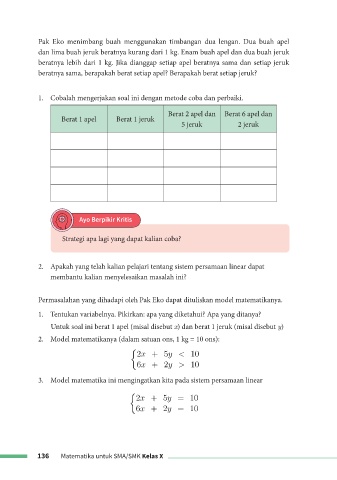 Pak Eko menimbang buah menggunakan timbangan dua lengan. Dua buah apel
dan lima buah jeruk beratnya kurang dari 1 kg. Enam buah apel dan dua buah jeruk
beratnya lebih dari 1 kg. Jika dianggap setiap apel beratnya sama dan setiap jeruk
beratnya sama, berapakah berat setiap apel? Berapakah berat setiap jeruk?
1. Cobalah mengerjakan soal ini dengan metode coba dan perbaiki.
Berat 1 apel Berat 1 jeruk Berat 2 apel dan 5 jeruk Berat 6 apel dan 2 jeruk
Ayo Berpikir Kritis
Strategi apa lagi yang dapat kalian coba?
2. Apakah yang telah kalian pelajari tentang sistem persamaan linear dapat
membantu kalian menyelesaikan masalah ini?
Permasalahan yang dihadapi oleh Pak Eko dapat dituliskan model matematikanya.
1. Tentukan variabelnya. Pikirkan: apa yang diketahui? Apa yang ditanya?
Untuk soal ini berat 1 apel (misal disebut x) dan berat 1 jeruk (misal disebut y)
2. Model matematikanya (dalam satuan ons, 1 kg = 10 ons):
2x + 5y < 10
6x + 2y > 10
3. Model matematika ini mengingatkan kita pada sistem persamaan linear
2x + 5y = 10
6x + 2y = 10
136 Matematika untuk SMA/SMK Kelas X